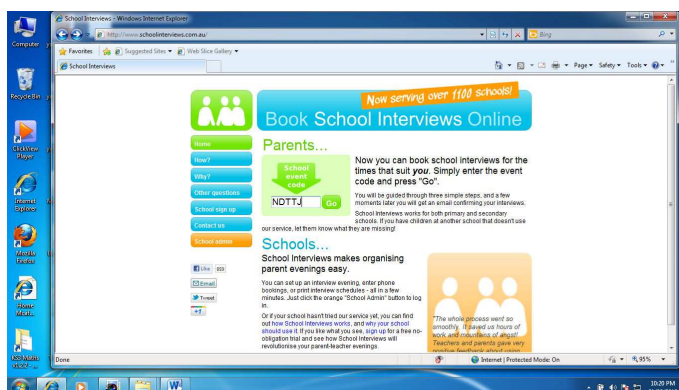 School Interviews - Windows Internet Explorer
http://www.schoolinterviews.com.au/
Bing
Favorites Suggested Sites Web Slice Gallery
School Interviews
Page Safety Tools
Computer
Recycle Bin
ClickView Player
Internet Explorer
Mozilla Firefox
Now serving over 1100 schools!
Book School Interviews Online
Home
How?
Why?
Other questions
School sign up
Contact us
School admin
Like
Email
Tweet
+1
Parents...
School event code
NDTTJ
Go
Now you can book school interviews for the
times that suit you. Simply enter the event
code and press "Go".
You will be guided through three simple steps, and a few
moments later you will get an email confirming your interviews.
School Interviews works for both primary and secondary
schools. If you have children at another school that doesn't use
our service, let them know what they are missing!
Schools...
School Interviews makes organising
parent evenings easy.
You can set up an interview evening, enter phone
bookings, or print interview schedules - all in a few
minutes. Just click the orange "School Admin" button to log
in.
Or if your school hasn't tried our service yet, you can find
out how School Interviews works, and why your school
should use it. If you like what you see, sign up for a free no-
obligation trial and see how School Interviews will
revolutionise your parent-teacher evenings.
"The whole process went so
smoothly. It saved us hours of
work and mountains of angst!
Teachers and parents gave very
positive feedback about using
Done
Internet | Protected Mode: On
95%
10:20 PM